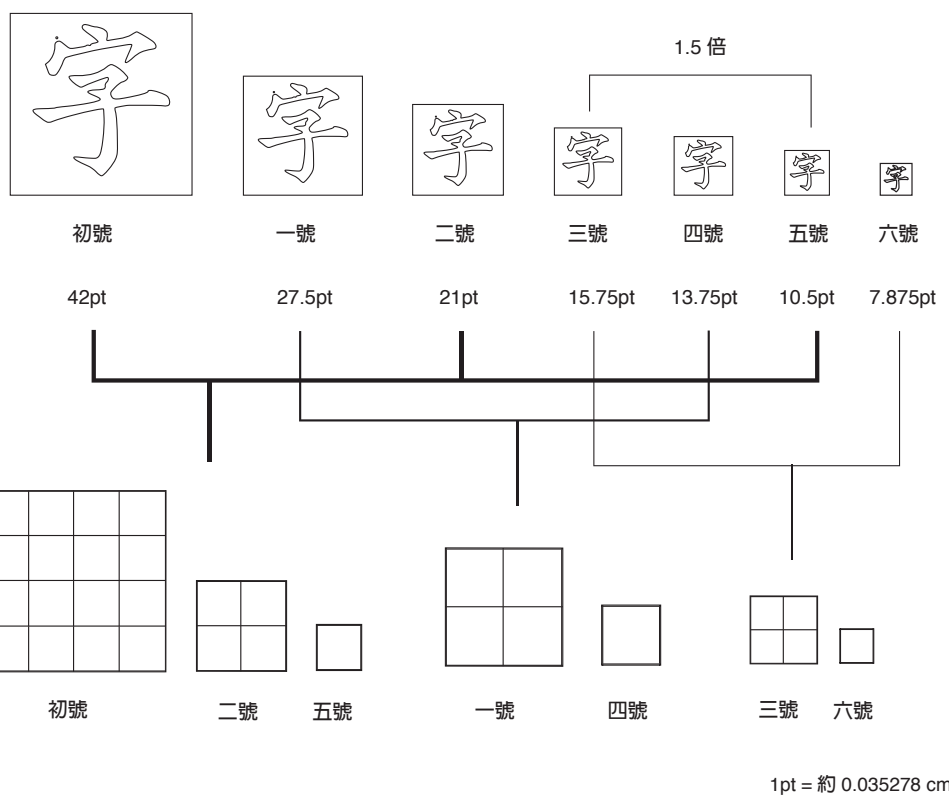 1.5 倍
字 字 字 字 字 字 字
初號 一號 二號 三號 四號 五號 六號
42pt 27.5pt 21pt 15.75pt 13.75pt 10.5pt 7.875pt
初號 二號 五號 一號 四號 三號 六號
1pt = 約 0.035278 cm